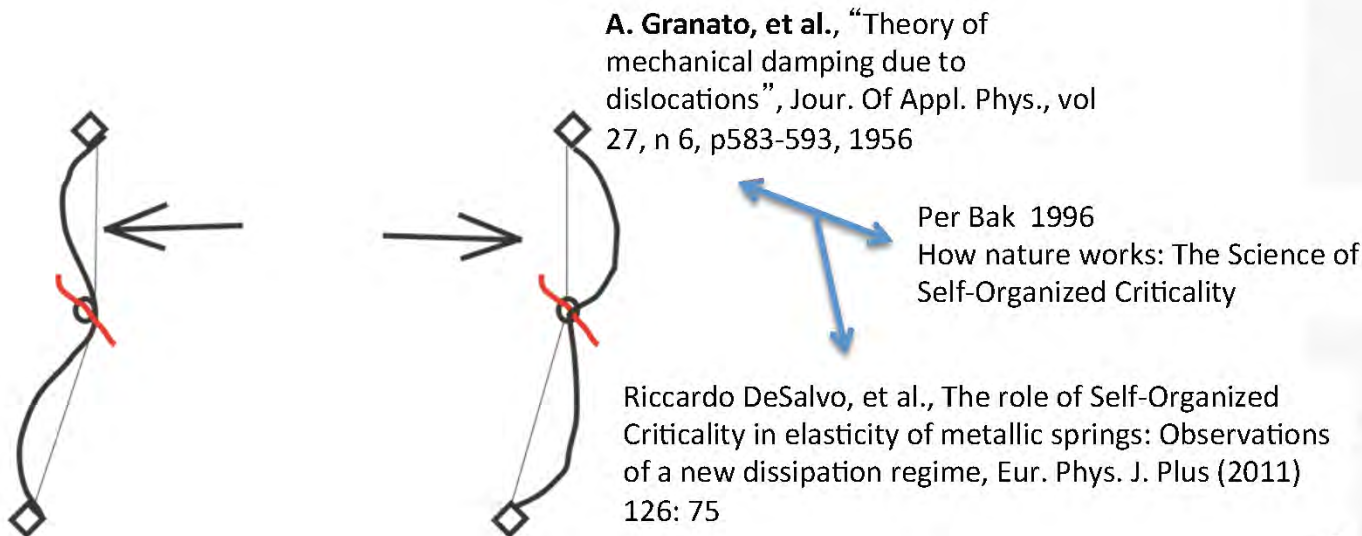 A. Granato, et al., “Theory of
mechanical damping due to
dislocations”, Jour. Of Appl. Phys., vol
27, n 6, p583-593, 1956
Per Bak 1996
How nature works: The Science of
Self-Organized Criticality
Riccardo DeSalvo, et al., The role of Self-Organized
Criticality in elasticity of metallic springs: Observations
of a new dissipation regime, Eur. Phys. J. Plus (2011)
126: 75